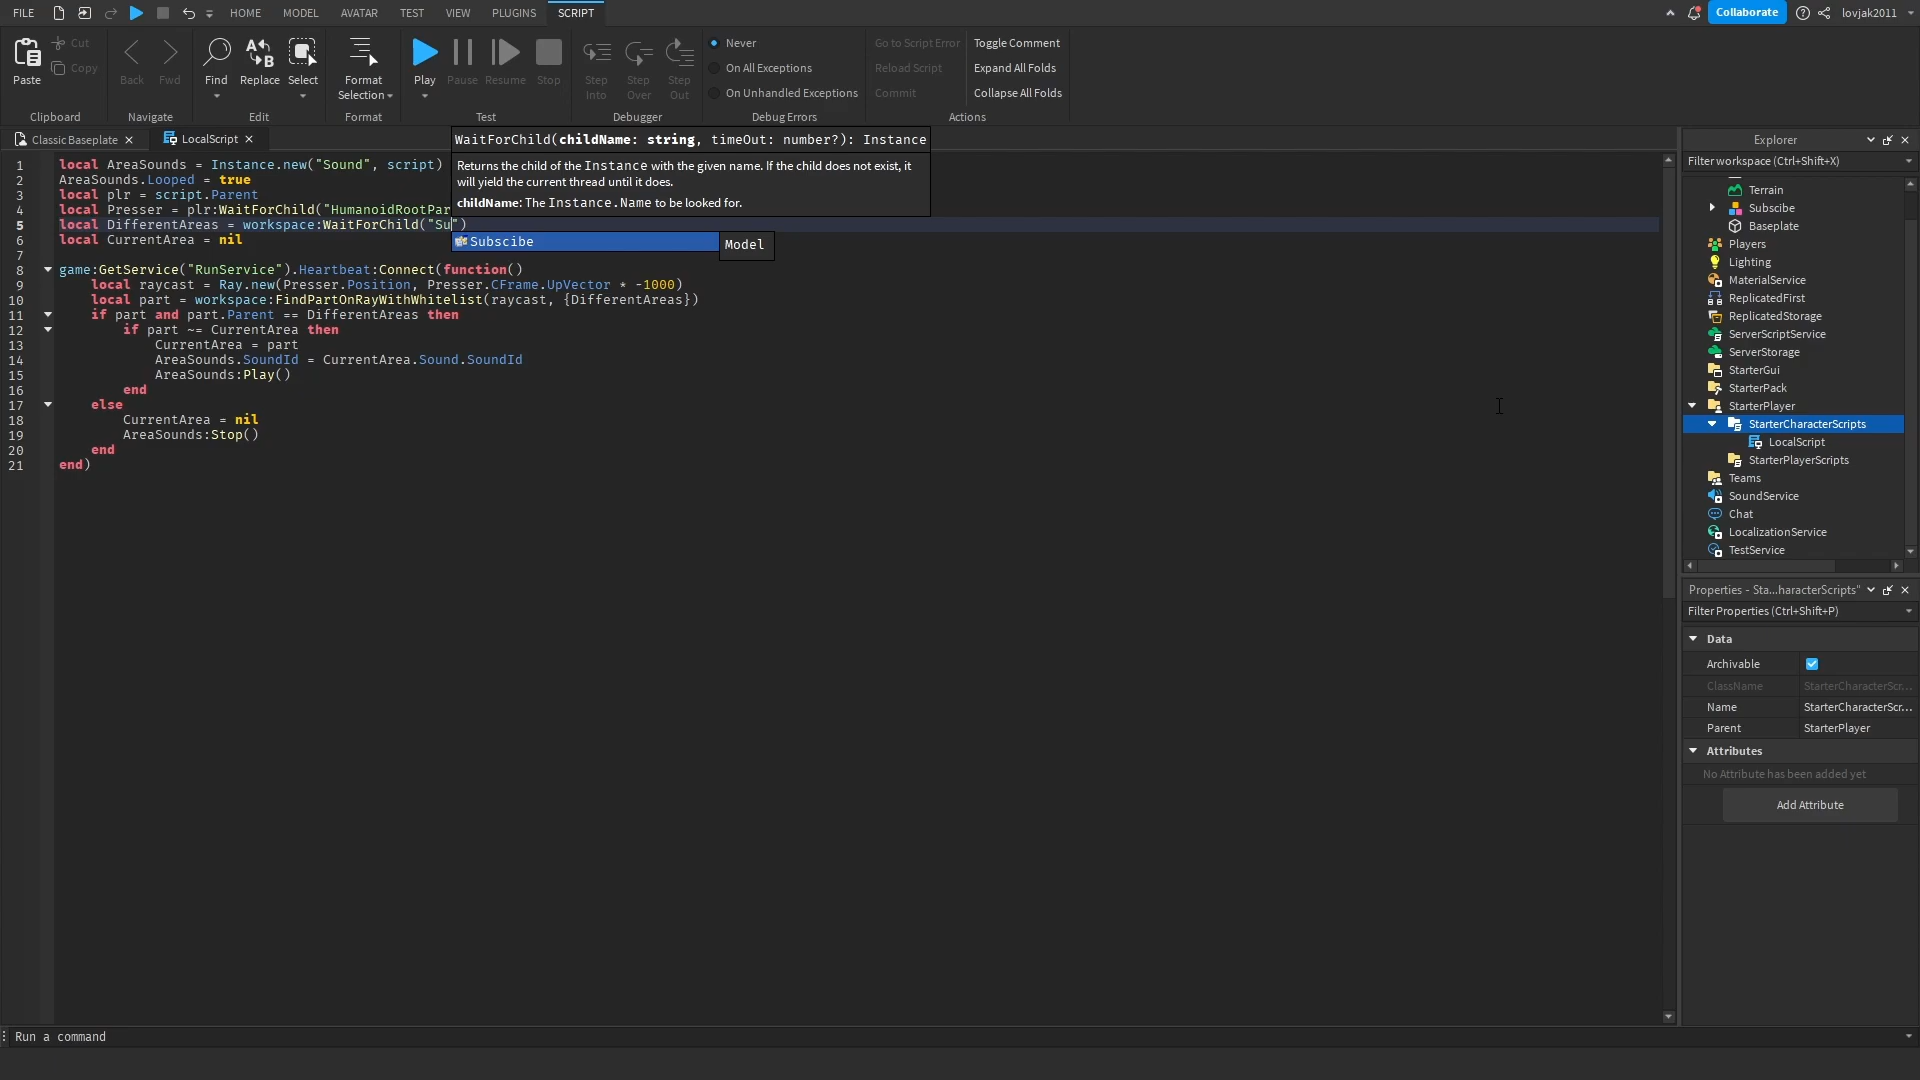 FILE HOME MODEL AVATAR TEST VIEW PLUGINS SCRIPT Collaborate lovjak2011
Paste Cut Copy Back Fwd Find Replace Select Format Selection Play Pause Resume Stop Step Into Step Over Step Out
Never
On All Exceptions
On Unhandled Exceptions
Go to Script Error
Reload Script
Commit
Toggle Comment
Expand All Folds
Collapse All Folds
Clipboard Navigate Edit Format Test Debugger Debug Errors Actions
Classic Baseplate LocalScript
WaitForChild(childName: string, timeOut: number?): Instance
Returns the child of the Instance with the given name. If the child does not exist, it
will yield the current thread until it does.
childName: The Instance.Name to be looked for.
1 local AreaSounds = Instance.new("Sound", script)
2 AreaSounds.Looped = true
3 local plr = script.Parent
4 local Presser = plr:WaitForChild("HumanoidRootPar
5 local DifferentAreas = workspace:WaitForChild("Su")
Subscibe Model
6 local CurrentArea = nil
7
8 game:GetService("RunService").Heartbeat:Connect(function()
9 local raycast = Ray.new(Presser.Position, Presser.CFrame.UpVector * -1000)
10 local part = workspace:FindPartOnRayWithWhitelist(raycast, {DifferentAreas})
11 if part and part.Parent == DifferentAreas then
12 if part ~= CurrentArea then
13 CurrentArea = part
14 AreaSounds.SoundId = CurrentArea.Sound.SoundId
15 AreaSounds:Play()
16 end
17 else
18 CurrentArea = nil
19 AreaSounds:Stop()
20 end
21 end)
Explorer
Filter workspace (Ctrl+Shift+X)
Terrain
Subscibe
Baseplate
Players
Lighting
MaterialService
ReplicatedFirst
ReplicatedStorage
ServerScriptService
ServerStorage
StarterGui
StarterPack
StarterPlayer
StarterCharacterScripts
LocalScript
StarterPlayerScripts
Teams
SoundService
Chat
LocalizationService
TestService
Properties - Sta...haracterScripts"
Filter Properties (Ctrl+Shift+P)
Data
Archivable
ClassName StarterCharacterScr...
Name StarterCharacterScr...
Parent StarterPlayer
Attributes
No Attribute has been added yet
Add Attribute
Run a command